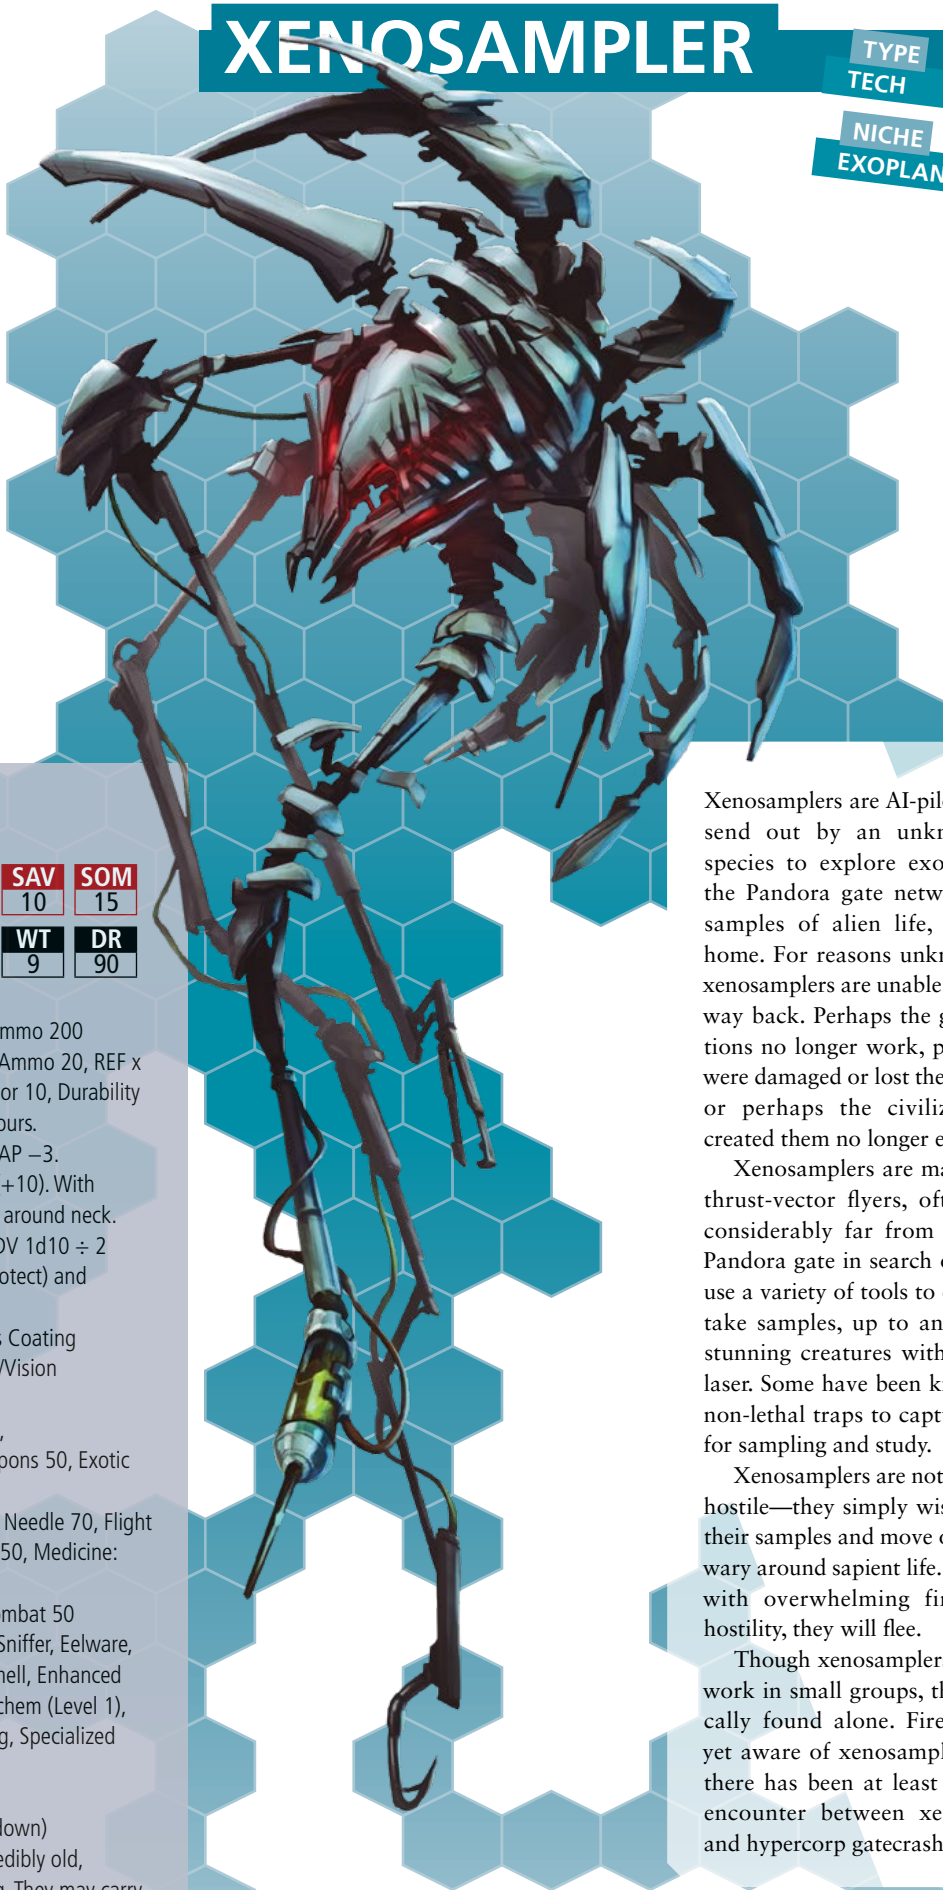 XENOSAMPLER
TYPE
TECH
NICHE
EXOPLAN
SAV SOM
10 15
WT DR
9 90
mmo 200
Ammo 20, REF x
or 10, Durability
ours.
AP –3.
(+10). With
around neck.
DV 1d10 ÷ 2
otect) and
s Coating
/Vision
,
pons 50, Exotic
Needle 70, Flight
50, Medicine:
mbat 50
Sniffer, Eelware,
hell, Enhanced
chem (Level 1),
g, Specialized
down)
edibly old,
g. They may carry
Xenosamplers are AI-pil
send out by an unkn
species to explore exo
the Pandora gate netw
samples of alien life,
home. For reasons unkn
xenosamplers are unable
way back. Perhaps the g
tions no longer work, p
were damaged or lost the
or perhaps the civiliz
created them no longer e
Xenosamplers are ma
thrust-vector flyers, oft
considerably far from
Pandora gate in search o
use a variety of tools to
take samples, up to an
stunning creatures with
laser. Some have been k
non-lethal traps to captu
for sampling and study.
Xenosamplers are not
hostile—they simply wis
their samples and move o
wary around sapient life.
with overwhelming fir
hostility, they will flee.
Though xenosamplers
work in small groups, th
cally found alone. Fire
yet aware of xenosampl
there has been at least
encounter between xe
and hypercorp gatecrash